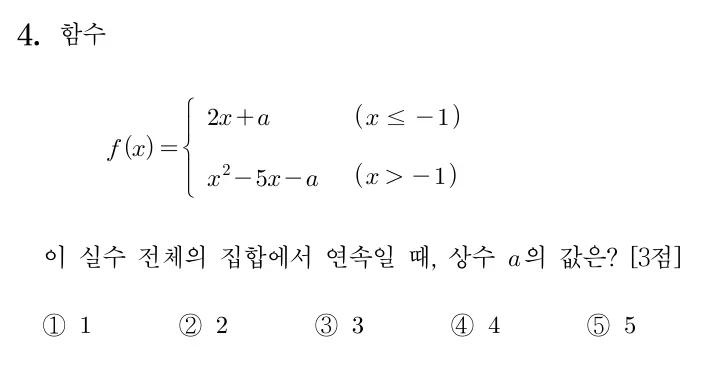 4. 함수
f(x) = { 2x+a (x ≤ -1)
x²-5x-a (x > -1)
이 실수 전체의 집합에서 연속일 때, 상수 a의 값은? [3점]
① 1 ② 2 ③ 3 ④ 4 ⑤ 5